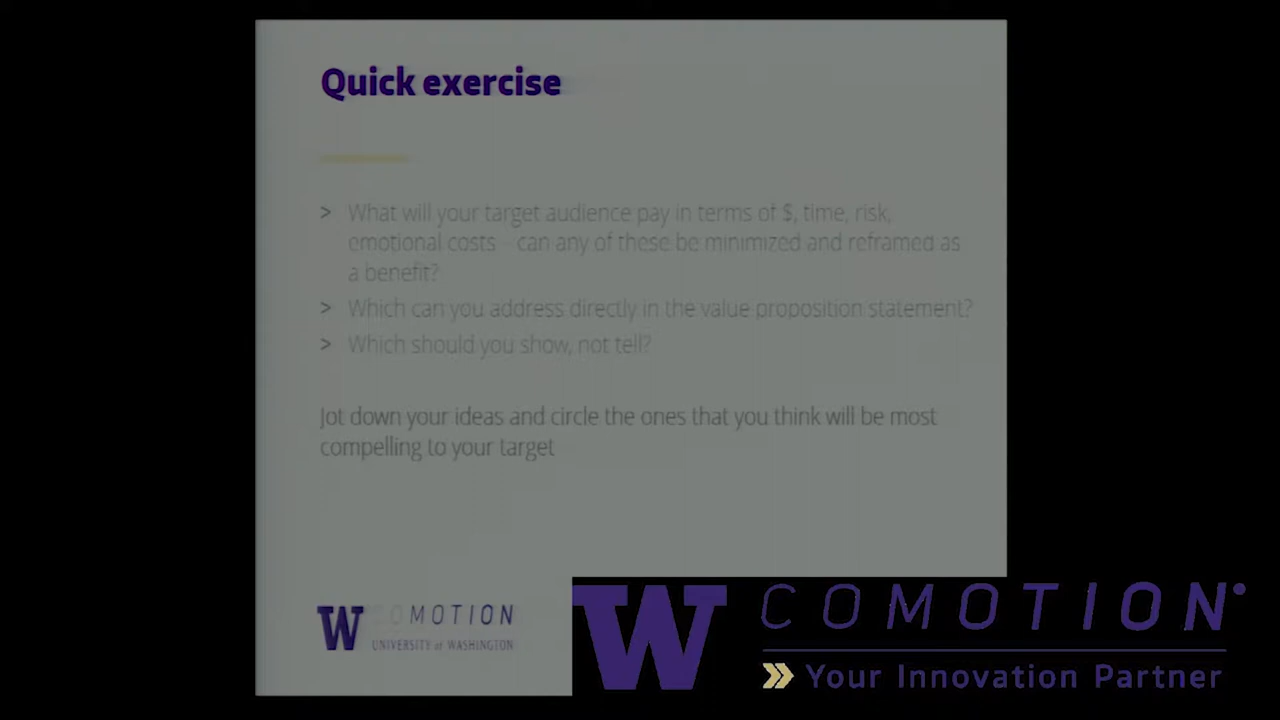 Quick exercise
> What will your target audience pay in terms of $, time, risk,
emotional costs – can any of these be minimized and reframed as
a benefit?
> Which can you address directly in the value proposition statement?
> Which should you show, not tell?
Jot down your ideas and circle the ones that you think will be most
compelling to your target
W COMOTION
UNIVERSITY of WASHINGTON
W COMOTION
Your Innovation Partner